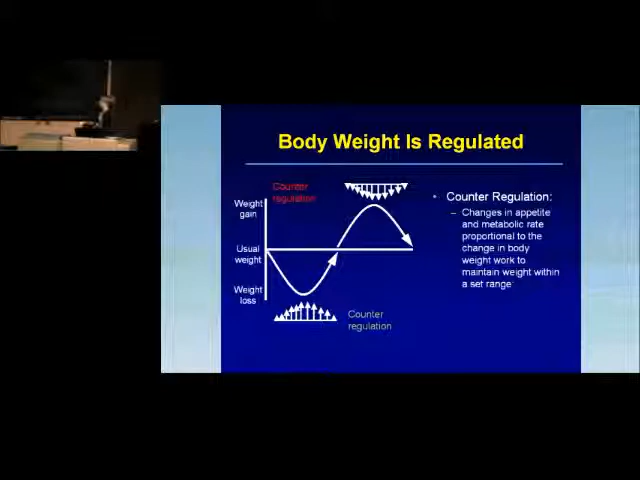 Body Weight Is Regulated
Counter
regulation
Weight
gain
Usual
weight
Weight
loss
Counter
regulation
• Counter Regulation:
– Changes in appetite
and metabolic rate
proportional to the
change in body
weight work to
maintain weight within
a set range